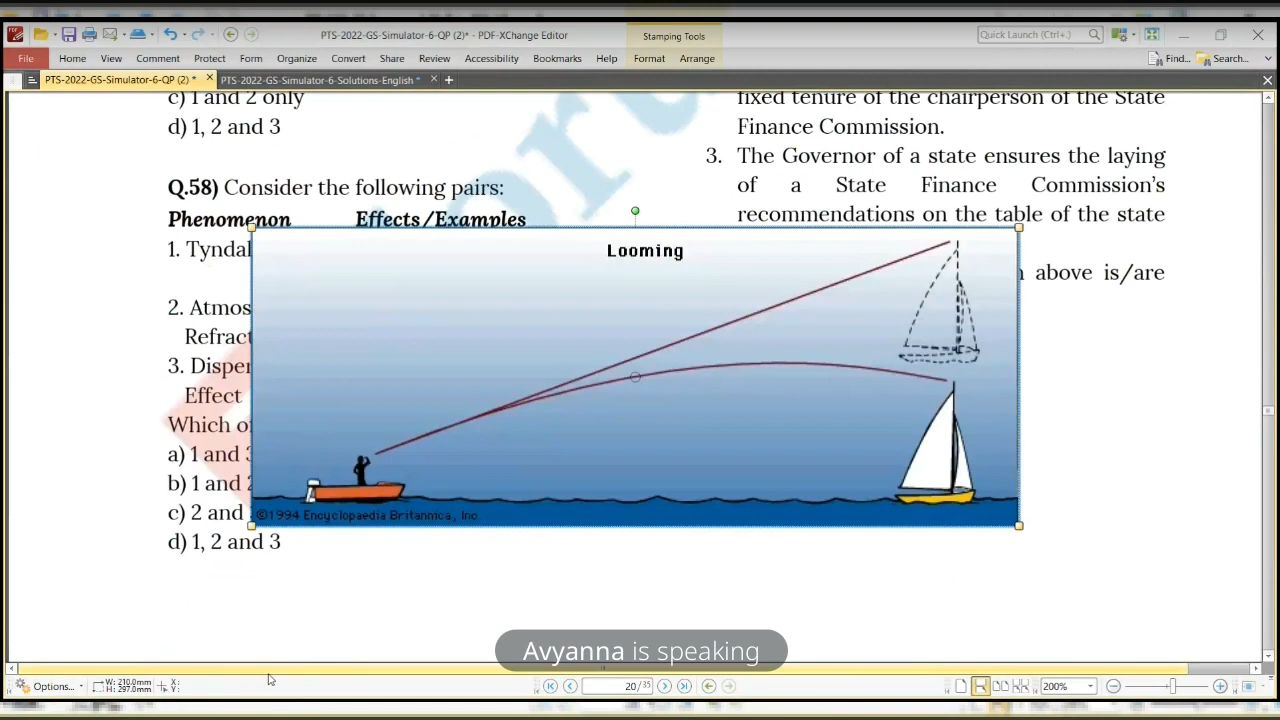 PTS-2022-GS-Simulator-6-QP (2)* - PDF-XChange Editor
Stamping Tools
Quick Launch (Ctrl+.)
File Home View Comment Protect Form Organize Convert Share Review Accessibility Bookmarks Help Format Arrange Find... Search...
PTS-2022-GS-Simulator-6-QP (2) * PTS-2022-GS-Simulator-6-Solutions-English *
c) 1 and 2 only
d) 1, 2 and 3
Q.58) Consider the following pairs:
Phenomenon Effects/Examples
1. Tyndal
2. Atmos
Refract
3. Disper
Effect
Which o
a) 1 and 3
b) 1 and 2
c) 2 and
d) 1, 2 and 3
fixed tenure of the chairperson of the State
Finance Commission.
3. The Governor of a state ensures the laying
of a State Finance Commission's
recommendations on the table of the state
above is/are
Looming
©1994 Encyclopaedia Britannica, Inc.
Avyanna is speaking
Options... W: 210.0mm X:
H: 297.0mm Y:
20/35
200%